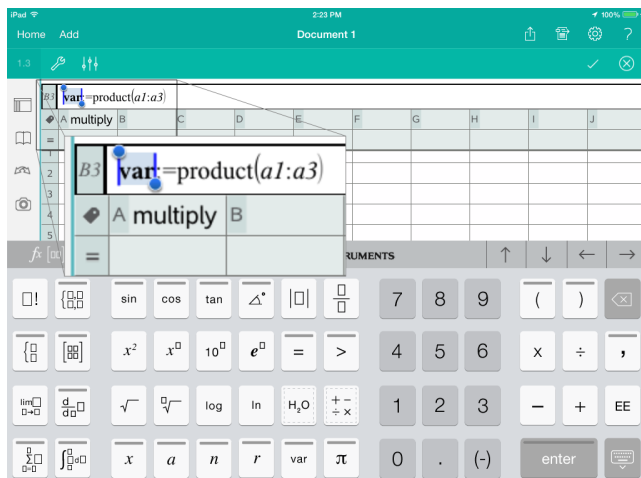 iPad 2:23 PM 100%
Home Add Document 1 ?
1.3
B3 var:=product(a1:a3)
A multiply B C D E F G H I J
=
1
2
3
4
5
B3 var:=product(a1:a3)
A multiply B
=
fx RUMENTS ↑ ↓ ← →
□! sin cos tan ∠° |□| □/□ 7 8 9 ( ) 
x² x^□ 10^□ e^□ = > 4 5 6 x ÷ ,
lim□ □→□ d/d□□ √ □√ log ln H₂O + − ÷ × 1 2 3 − + EE
Σ□ □=□ ∫□d□ x a n r var π 0 . (-) enter